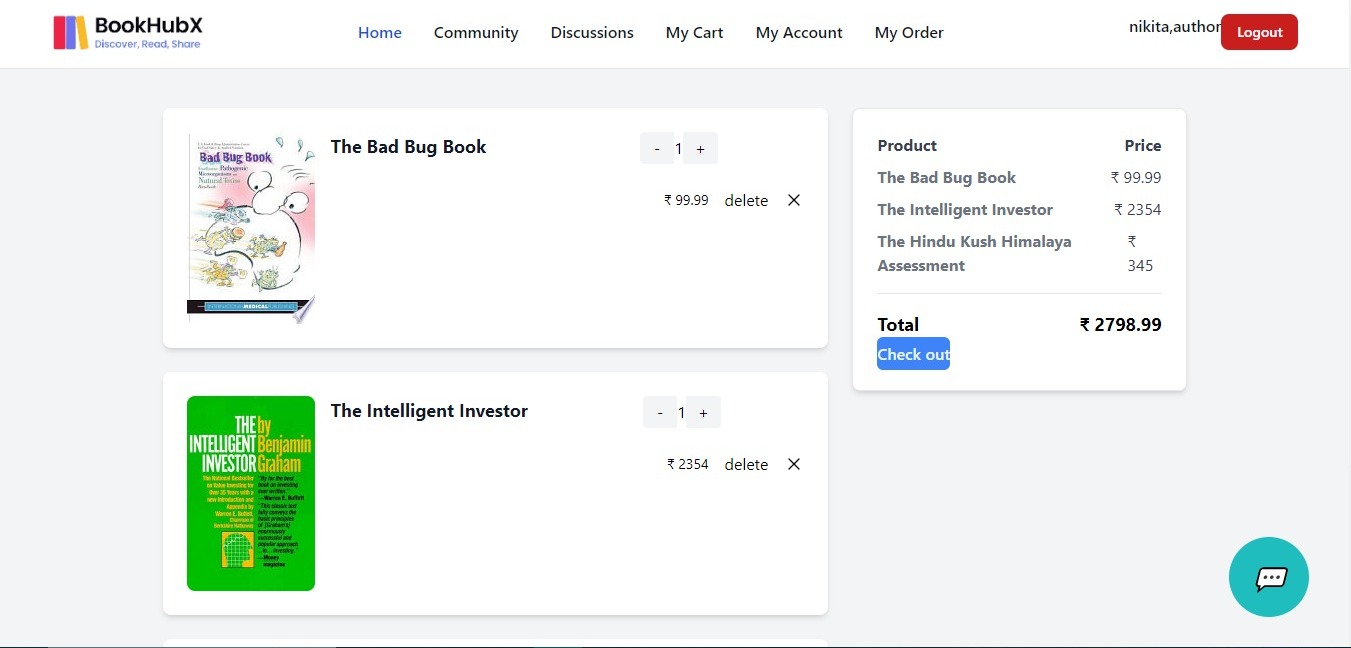 BookHubX
Discover, Read, Share
Home
Community
Discussions
My Cart
My Account
My Order
nikita,author
Logout
Bad Bug Book
Pathogenic
Microorganisms
Natural Toxins
Handbook
MEDICAL
The Bad Bug Book
- 1 +
₹ 99.99 delete ✕
THE by
INTELLIGENT Benjamin
INVESTOR Graham
The National Bestseller
on Value Investing for
Over 35 Years with a
new Introduction and
Appendix by
Warren E. Buffett,
Chairman of
Berkshire Hathaway
"By far the best
book on investing
ever written."
—Warren E. Buffett
"This classic text
fully conveys the
basic principles
of [Graham's]
enormously
successful and
popular approach
...to...investing."
—Money
magazine
The Intelligent Investor
- 1 +
₹ 2354 delete ✕
Product Price
The Bad Bug Book ₹ 99.99
The Intelligent Investor ₹ 2354
The Hindu Kush Himalaya ₹
Assessment 345
Total ₹ 2798.99
Check out